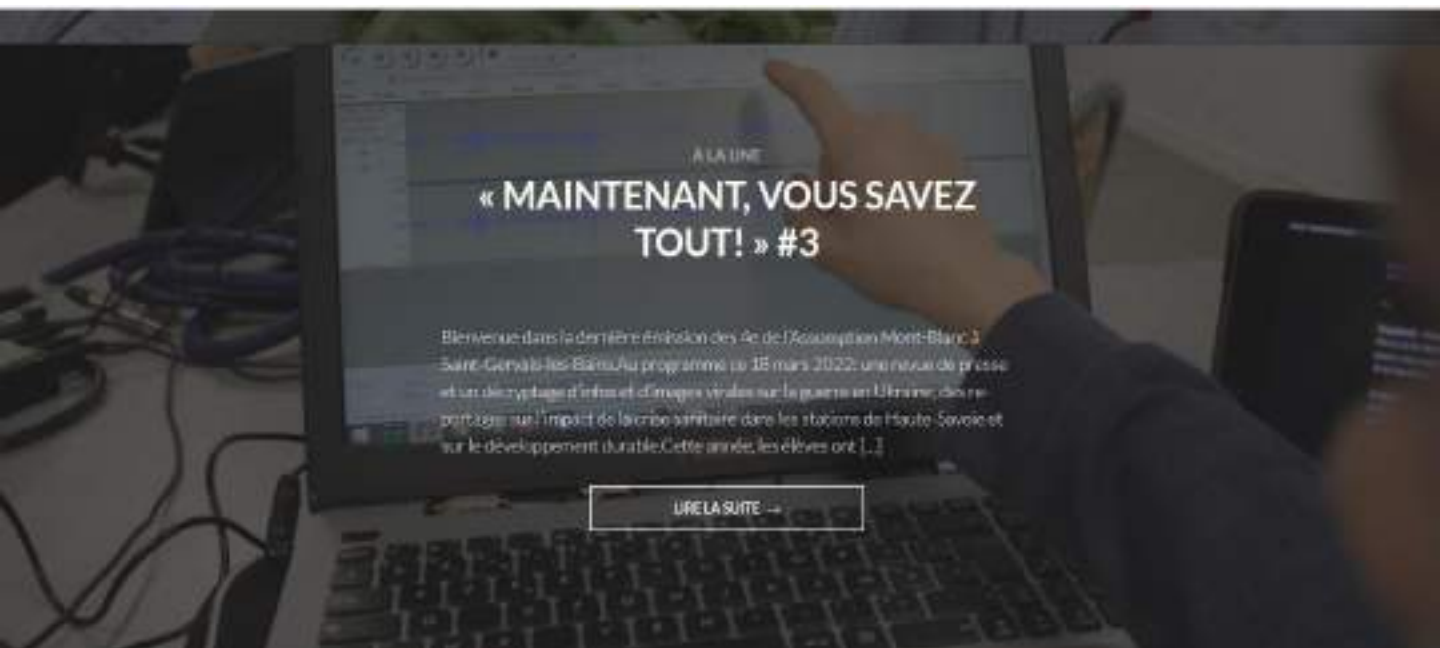 À LA UNE
« MAINTENANT, VOUS SAVEZ
TOUT! » #3
Bienvenue dans la dernière émission des 4e de l'Assomption Mont-Blanc à
Saint-Gervais-les-Bains.Au programme ce 18 mars 2022: une revue de presse
et un décryptage d'infos et d'images virales sur la guerre en Ukraine, des re-
portages sur l'impact de la crise sanitaire dans les stations de Haute-Savoie et
sur le développement durable.Cette année, les élèves ont [...]
LIRE LA SUITE →